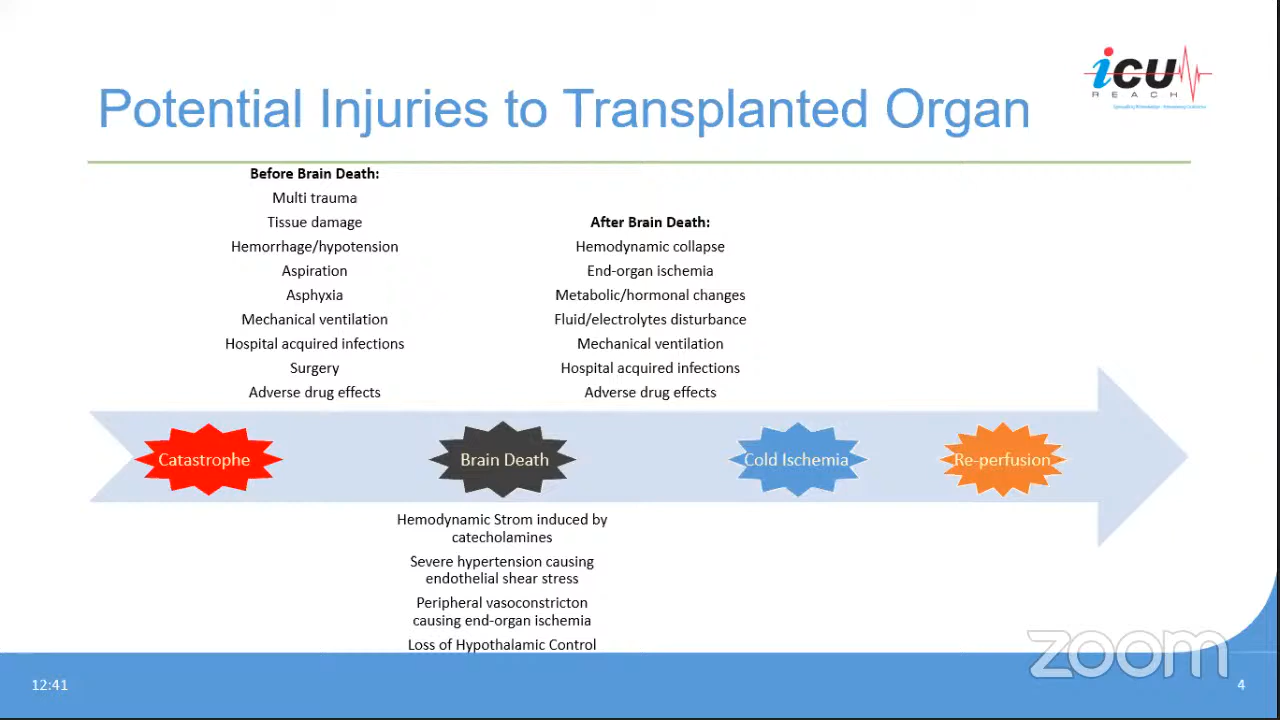 iCU
REACH
Potential Injuries to Transplanted Organ
Before Brain Death:
Multi trauma
Tissue damage
Hemorrhage/hypotension
Aspiration
Asphyxia
Mechanical ventilation
Hospital acquired infections
Surgery
Adverse drug effects
After Brain Death:
Hemodynamic collapse
End-organ ischemia
Metabolic/hormonal changes
Fluid/electrolytes disturbance
Mechanical ventilation
Hospital acquired infections
Adverse drug effects
Catastrophe
Brain Death
Cold Ischemia
Re-perfusion
Hemodynamic Strom induced by
catecholamines
Severe hypertension causing
endothelial shear stress
Peripheral vasoconstricton
causing end-organ ischemia
Loss of Hypothalamic Control
zoom
12:41
4